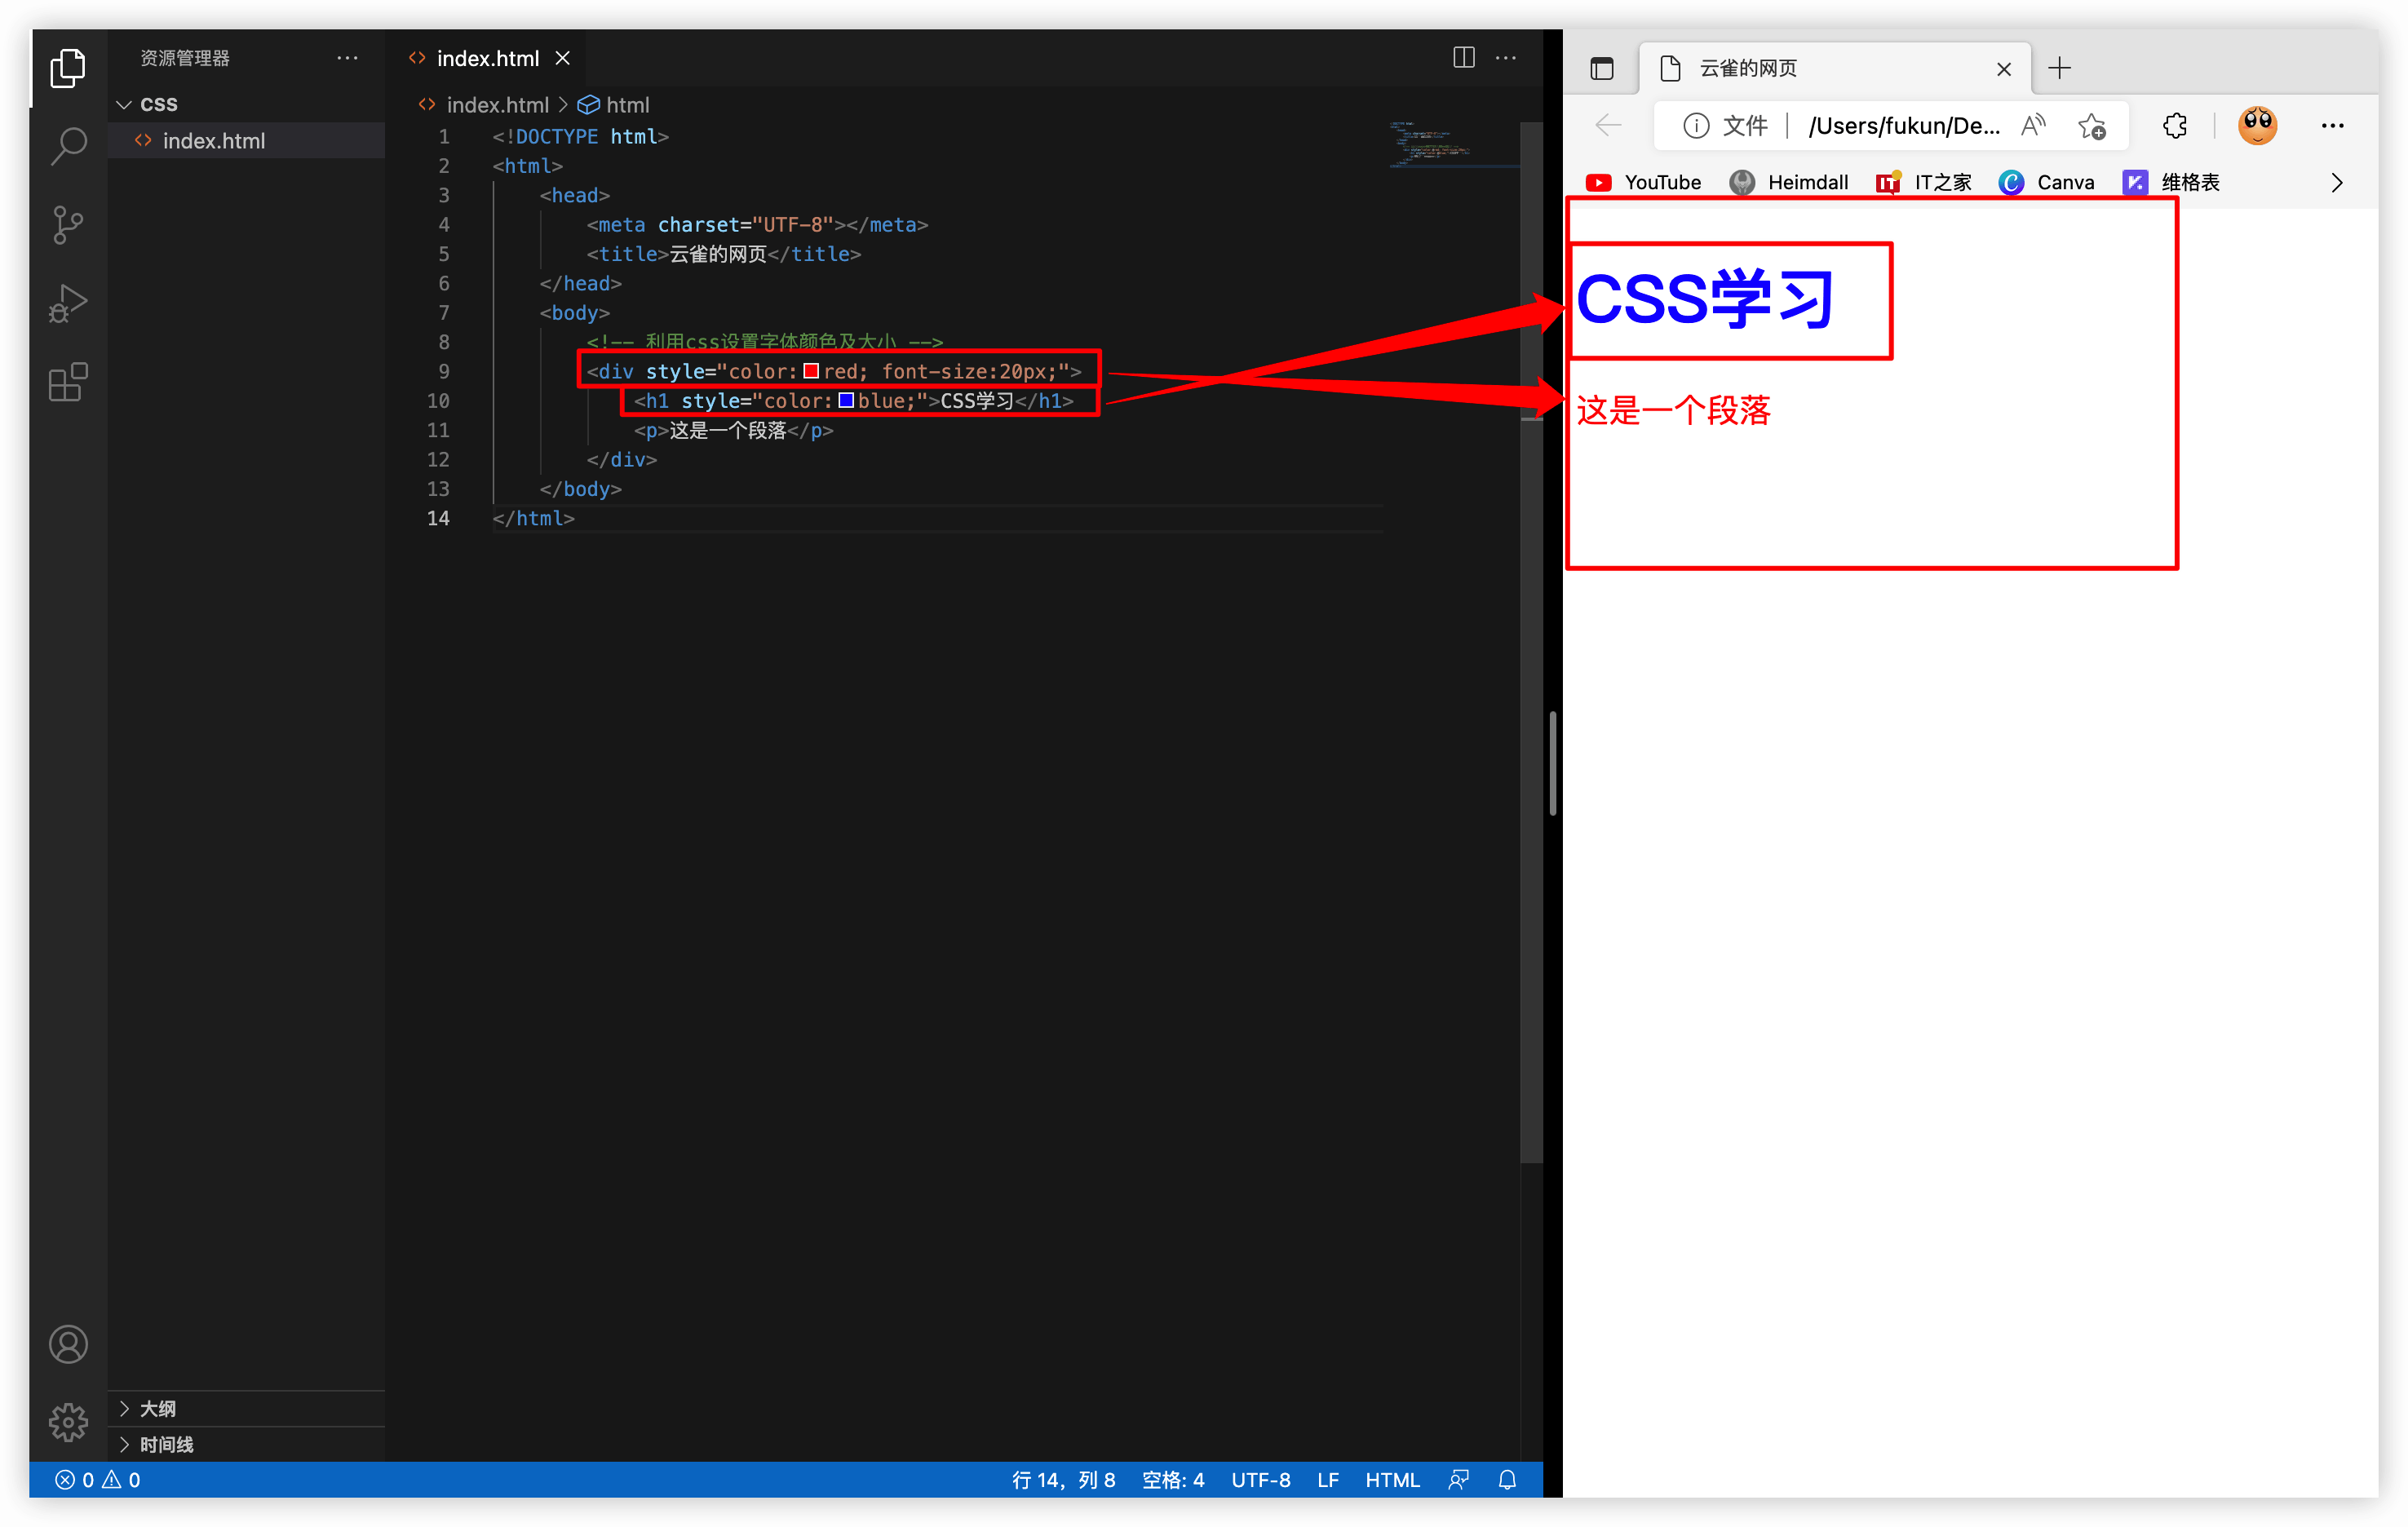 资源管理器
CSS
index.html
大纲
时间线
index.html
index.html > html
1 <!DOCTYPE html>
2 <html>
3 <head>
4 <meta charset="UTF-8"></meta>
5 <title>云雀的网页</title>
6 </head>
7 <body>
8 <!-- 利用css设置字体颜色及大小 -->
9 <div style="color:red; font-size:20px;">
10 <h1 style="color:blue;">CSS学习</h1>
11 <p>这是一个段落</p>
12 </div>
13 </body>
14 </html>
0 0
行 14，列 8 空格: 4 UTF-8 LF HTML
云雀的网页
文件 /Users/fukun/De...
YouTube Heimdall IT之家 Canva 维格表
CSS学习
这是一个段落